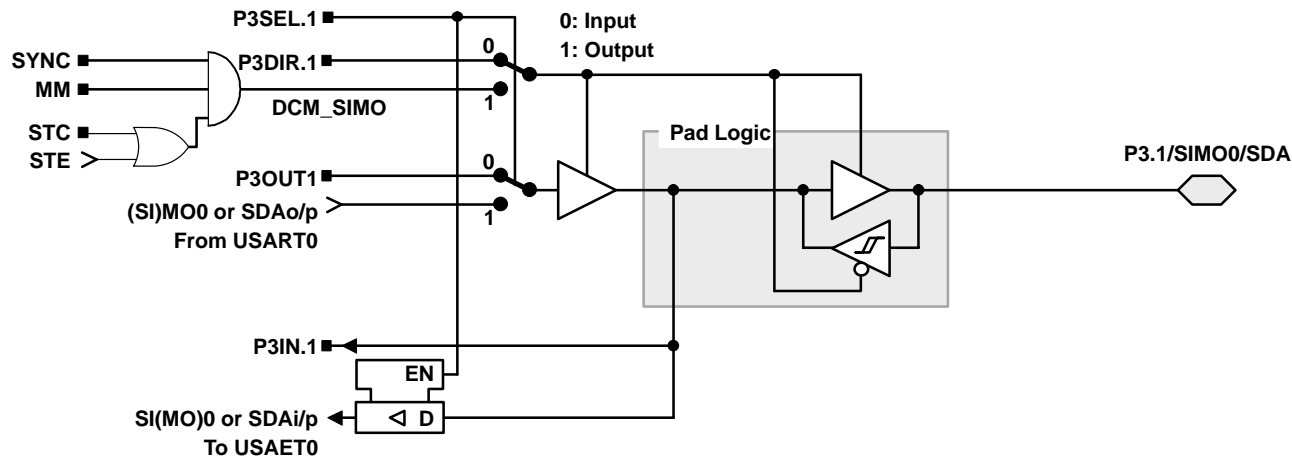 P3SEL.1
0: Input
1: Output
SYNC
P3DIR.1
0
MM
1
DCM_SIMO
STC
STE
Pad Logic
P3.1/SIMO0/SDA
0
P3OUT1
(SI)MO0 or SDAo/p
1
From USART0
P3IN.1
EN
SI(MO)0 or SDAi/p
D
To USAET0